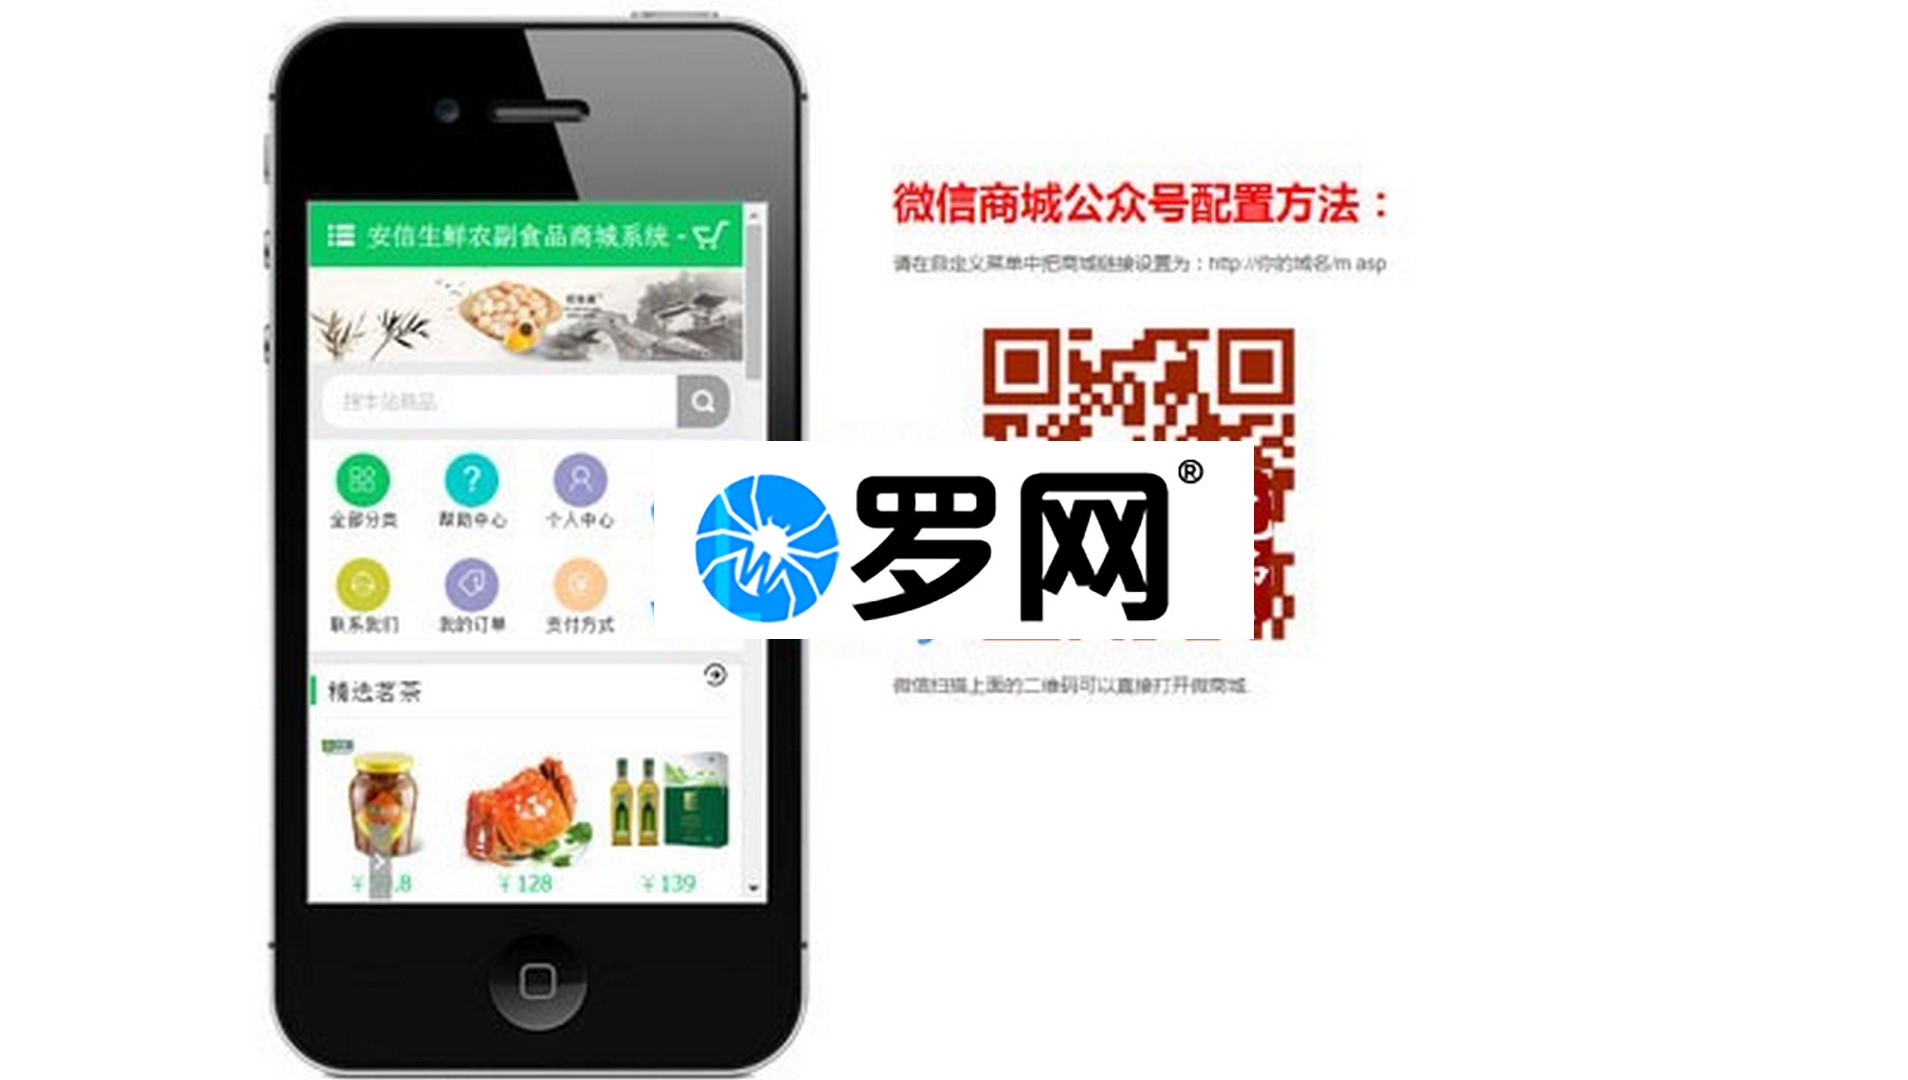 微信商城公众号配置方法：
请在自定义菜单中把商城链接设置为：http://你的域名/m.asp
安信生鲜农副食品商城系统 -
搜本站商品
全部分类
帮助中心
个人中心
罗网®
联系我们
我的订单
支付方式
微信扫描上面的二维码可以直接打开微商城.
精选茗茶
￥128
￥139